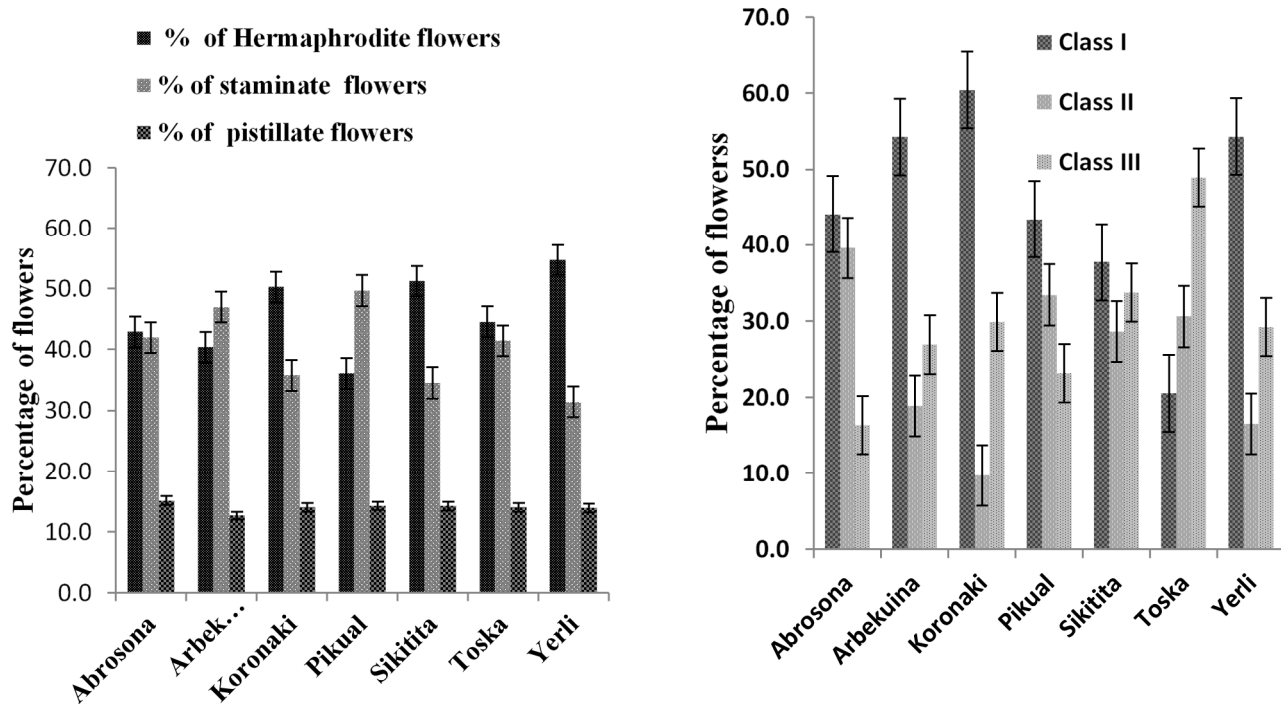 % of Hermaphrodite flowers
% of staminate flowers
% of pistillate flowers
Percentage of flowers
70.0
60.0
50.0
40.0
30.0
20.0
10.0
0.0
Abrosona
Arbek…
Koronaki
Pikual
Sikitita
Toska
Yerli
Class I
Class II
Class III
Percentage of flowerss
70.0
60.0
50.0
40.0
30.0
20.0
10.0
0.0
Abrosona
Arbekuina
Koronaki
Pikual
Sikitita
Toska
Yerli